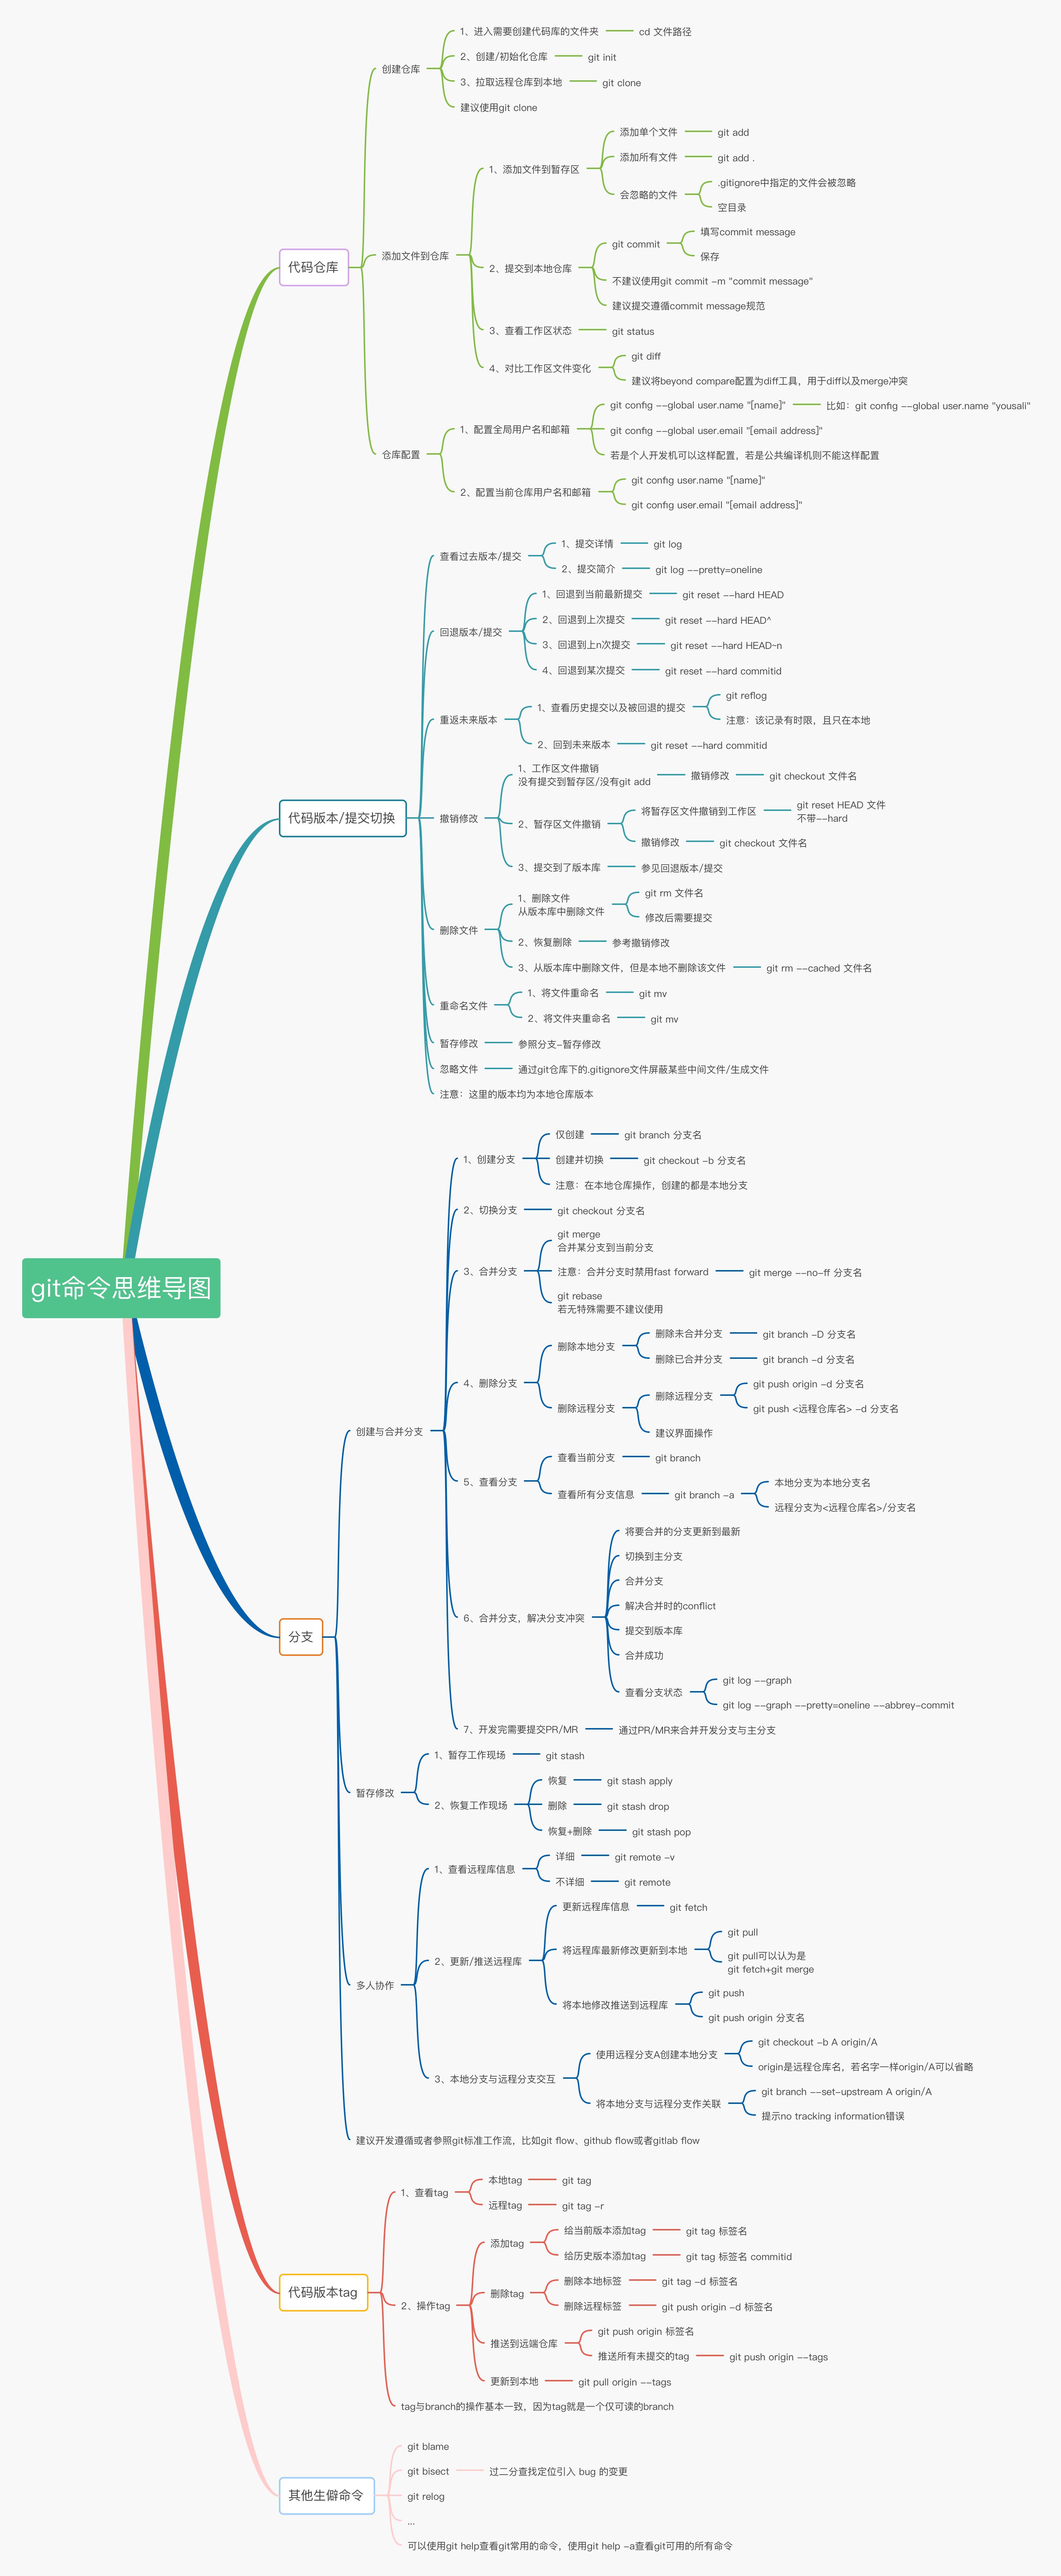 git命令思维导图
代码仓库
创建仓库
1、进入需要创建代码库的文件夹
cd 文件路径
2、创建/初始化仓库
git init
3、拉取远程仓库到本地
git clone
建议使用git clone
添加文件到仓库
1、添加文件到暂存区
添加单个文件
git add
添加所有文件
git add .
会忽略的文件
.gitignore中指定的文件会被忽略
空目录
2、提交到本地仓库
git commit
填写commit message
保存
不建议使用git commit -m "commit message"
建议提交遵循commit message规范
3、查看工作区状态
git status
4、对比工作区文件变化
git diff
建议将beyond compare配置为diff工具，用于diff以及merge冲突
仓库配置
1、配置全局用户名和邮箱
git config --global user.name "[name]"
比如：git config --global user.name "yousali"
git config --global user.email "[email address]"
若是个人开发机可以这样配置，若是公共编译机则不能这样配置
2、配置当前仓库用户名和邮箱
git config user.name "[name]"
git config user.email "[email address]"
代码版本/提交切换
查看过去版本/提交
1、提交详情
git log
2、提交简介
git log --pretty=oneline
回退版本/提交
1、回退到当前最新提交
git reset --hard HEAD
2、回退到上次提交
git reset --hard HEAD^
3、回退到上n次提交
git reset --hard HEAD~n
4、回退到某次提交
git reset --hard commitid
重返未来版本
1、查看历史提交以及被回退的提交
git reflog
注意：该记录有时限，且只在本地
2、回到未来版本
git reset --hard commitid
撤销修改
1、工作区文件撤销
没有提交到暂存区/没有git add
撤销修改
git checkout 文件名
2、暂存区文件撤销
将暂存区文件撤销到工作区
git reset HEAD 文件
不带--hard
撤销修改
git checkout 文件名
3、提交到了版本库
参见回退版本/提交
删除文件
1、删除文件
从版本库中删除文件
git rm 文件名
修改后需要提交
2、恢复删除
参考撤销修改
3、从版本库中删除文件，但是本地不删除该文件
git rm --cached 文件名
重命名文件
1、将文件重命名
git mv
2、将文件夹重命名
git mv
暂存修改
参照分支-暂存修改
忽略文件
通过git仓库下的.gitignore文件屏蔽某些中间文件/生成文件
注意：这里的版本均为本地仓库版本
分支
创建与合并分支
1、创建分支
仅创建
git branch 分支名
创建并切换
git checkout -b 分支名
注意：在本地仓库操作，创建的都是本地分支
2、切换分支
git checkout 分支名
3、合并分支
git merge
合并某分支到当前分支
注意：合并分支时禁用fast forward
git merge --no-ff 分支名
git rebase
若无特殊需要不建议使用
4、删除分支
删除本地分支
删除未合并分支
git branch -D 分支名
删除已合并分支
git branch -d 分支名
删除远程分支
删除远程分支
git push origin -d 分支名
git push <远程仓库名> -d 分支名
建议界面操作
5、查看分支
查看当前分支
git branch
查看所有分支信息
git branch -a
本地分支为本地分支名
远程分支为<远程仓库名>/分支名
6、合并分支，解决分支冲突
将要合并的分支更新到最新
切换到主分支
合并分支
解决合并时的conflict
提交到版本库
合并成功
查看分支状态
git log --graph
git log --graph --pretty=oneline --abbrey-commit
7、开发完需要提交PR/MR
通过PR/MR来合并开发分支与主分支
暂存修改
1、暂存工作现场
git stash
2、恢复工作现场
恢复
git stash apply
删除
git stash drop
恢复+删除
git stash pop
多人协作
1、查看远程库信息
详细
git remote -v
不详细
git remote
2、更新/推送远程库
更新远程库信息
git fetch
将远程库最新修改更新到本地
git pull
git pull可以认为是
git fetch+git merge
将本地修改推送到远程库
git push
git push origin 分支名
3、本地分支与远程分支交互
使用远程分支A创建本地分支
git checkout -b A origin/A
origin是远程仓库名，若名字一样origin/A可以省略
将本地分支与远程分支作关联
git branch --set-upstream A origin/A
提示no tracking information错误
建议开发遵循或者参照git标准工作流，比如git flow、github flow或者gitlab flow
代码版本tag
1、查看tag
本地tag
git tag
远程tag
git tag -r
2、操作tag
添加tag
给当前版本添加tag
git tag 标签名
给历史版本添加tag
git tag 标签名 commitid
删除tag
删除本地标签
git tag -d 标签名
删除远程标签
git push origin -d 标签名
推送到远端仓库
git push origin 标签名
推送所有未提交的tag
git push origin --tags
更新到本地
git pull origin --tags
tag与branch的操作基本一致，因为tag就是一个仅可读的branch
其他生僻命令
git blame
git bisect
过二分查找定位引入 bug 的变更
git relog
...
可以使用git help查看git常用的命令，使用git help -a查看git可用的所有命令